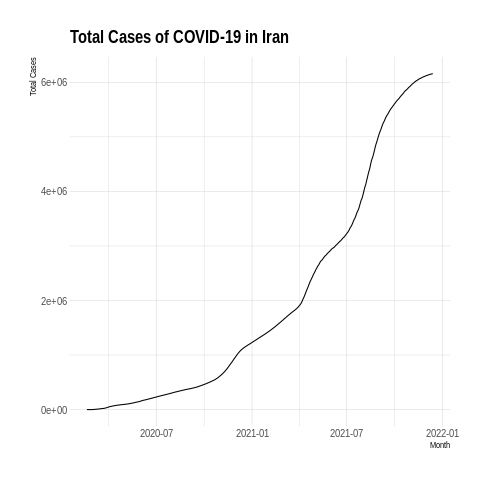 Total Cases of COVID-19 in Iran
Total Cases
6e+06
4e+06
2e+06
0e+00
2020-07 2021-01 2021-07 2022-01
Month